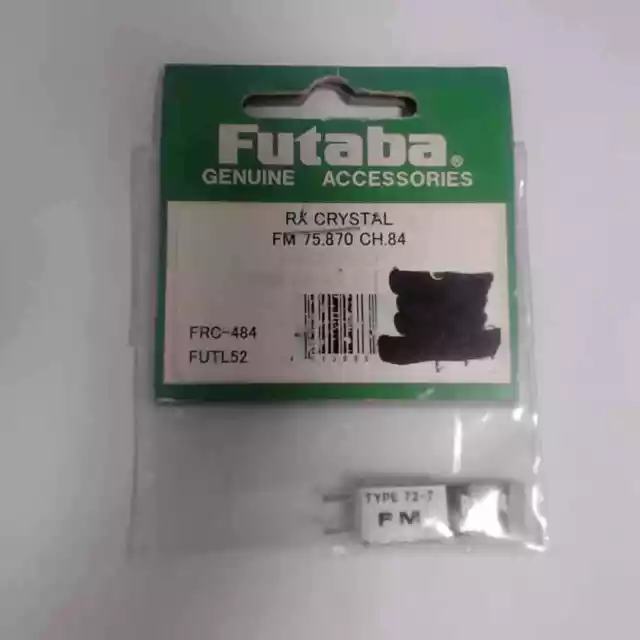 Futaba®
GENUINE ACCESSORIES
RX CRYSTAL
FM 75.870 CH.84
FRC-484
FUTL52
TYPE 72-7
FM